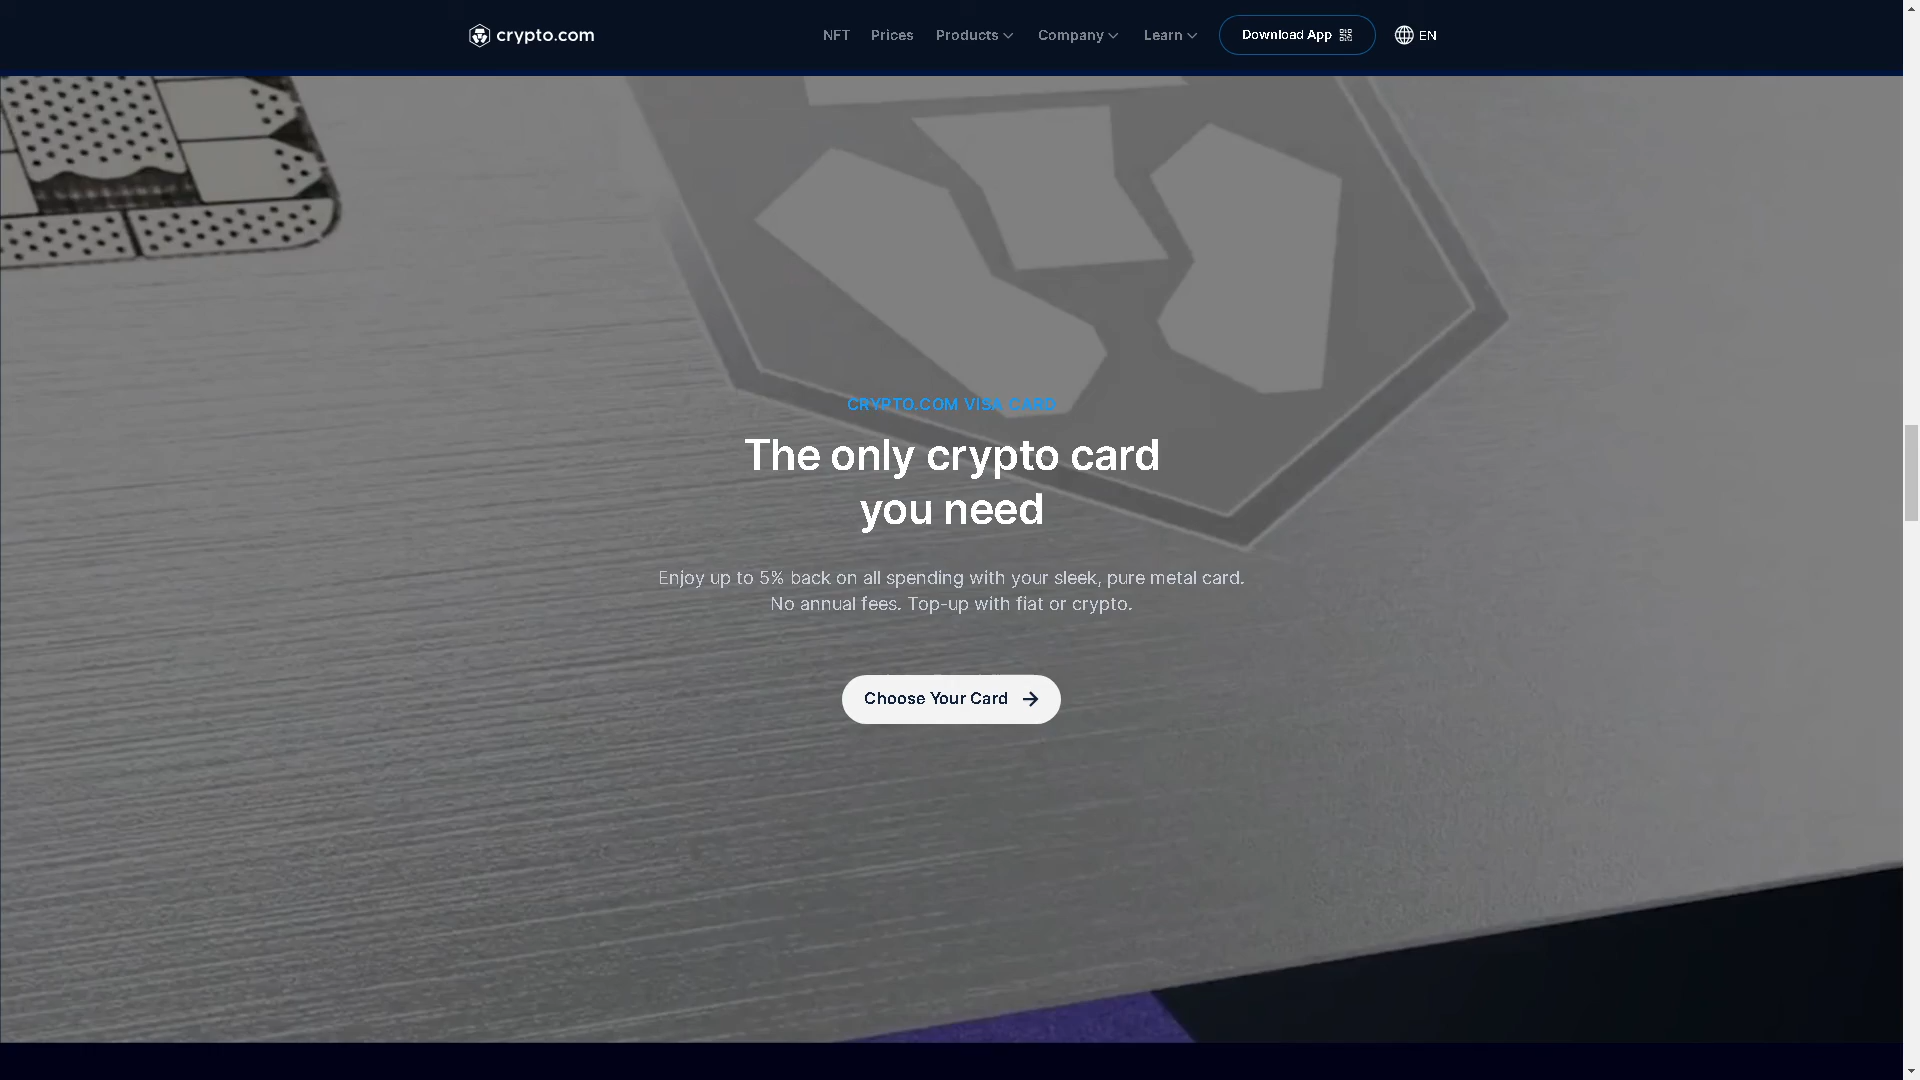 crypto.com
NFT Prices Products Company Learn Download App EN
CRYPTO.COM VISA CARD
The only crypto card
you need
Enjoy up to 5% back on all spending with your sleek, pure metal card.
No annual fees. Top-up with fiat or crypto.
Choose Your Card